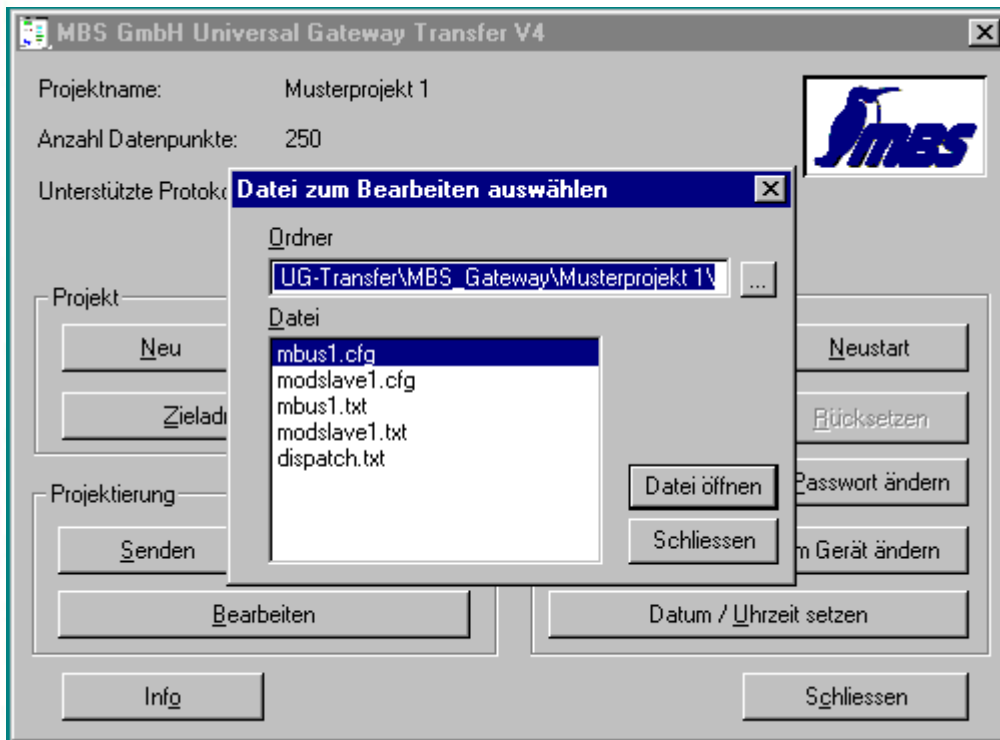 MBS GmbH Universal Gateway Transfer V4
Projektname: Musterprojekt 1
Anzahl Datenpunkte: 250
MBS
Unterstützte Protoko
Datei zum Bearbeiten auswählen
Ordner
UG-Transfer\MBS_Gateway\Musterprojekt 1\
...
Datei
mbus1.cfg
modslave1.cfg
mbus1.txt
modslave1.txt
dispatch.txt
Datei öffnen
Schliessen
Projekt
Neu
Neustart
Zieladr
Rücksetzen
Passwort ändern
Projektierung
Senden
m Gerät ändern
Bearbeiten
Datum / Uhrzeit setzen
Info
Schliessen